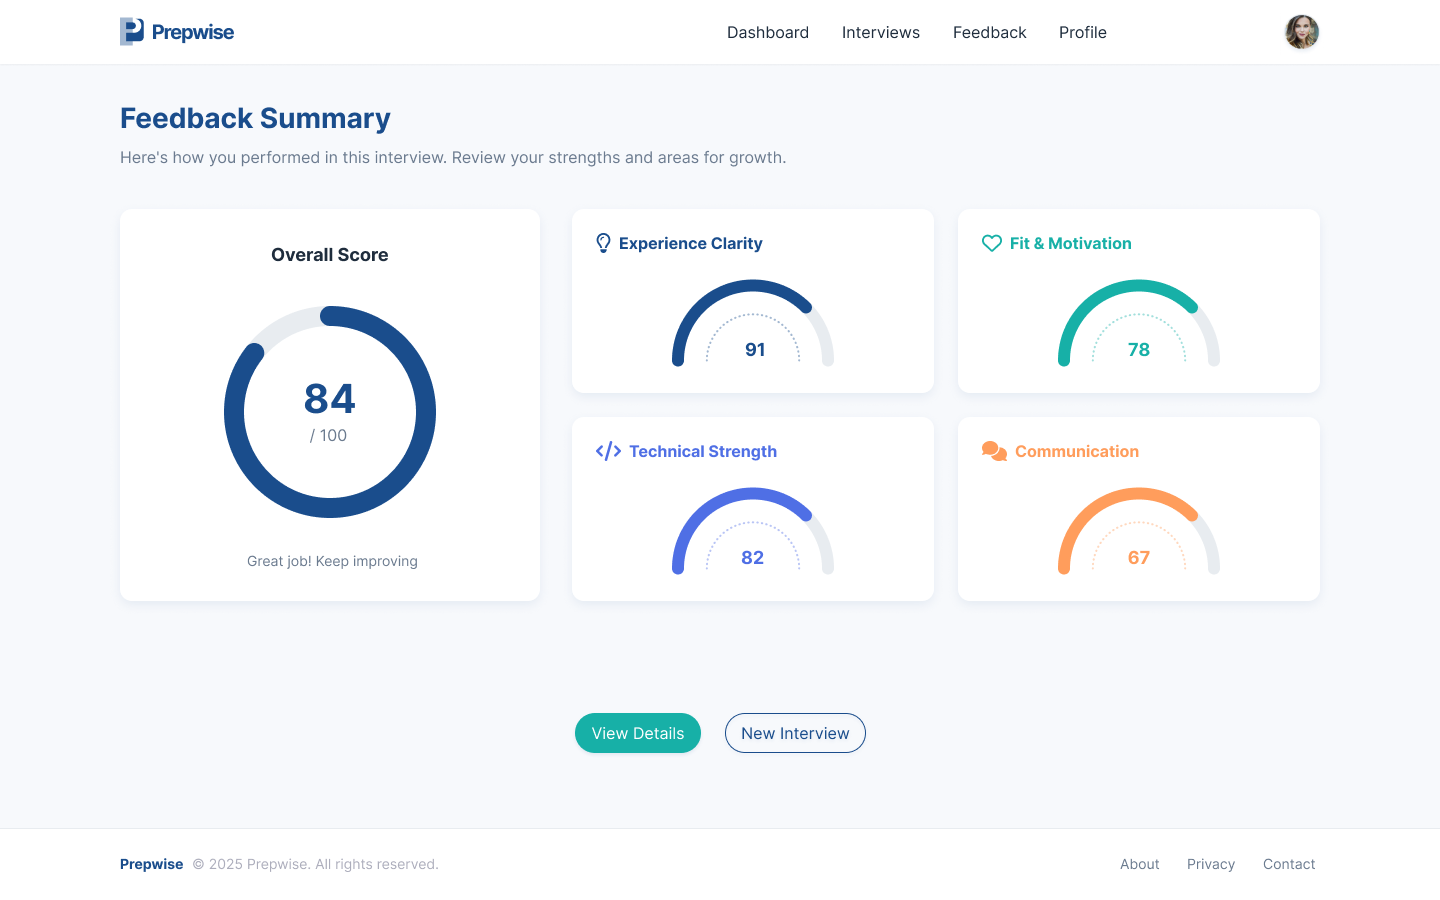 Prepwise
Dashboard Interviews Feedback Profile
Feedback Summary
Here's how you performed in this interview. Review your strengths and areas for growth.
Overall Score
84
/ 100
Great job! Keep improving
Experience Clarity
91
Fit & Motivation
78
Technical Strength
82
Communication
67
View Details
New Interview
Prepwise © 2025 Prepwise. All rights reserved.
About Privacy Contact